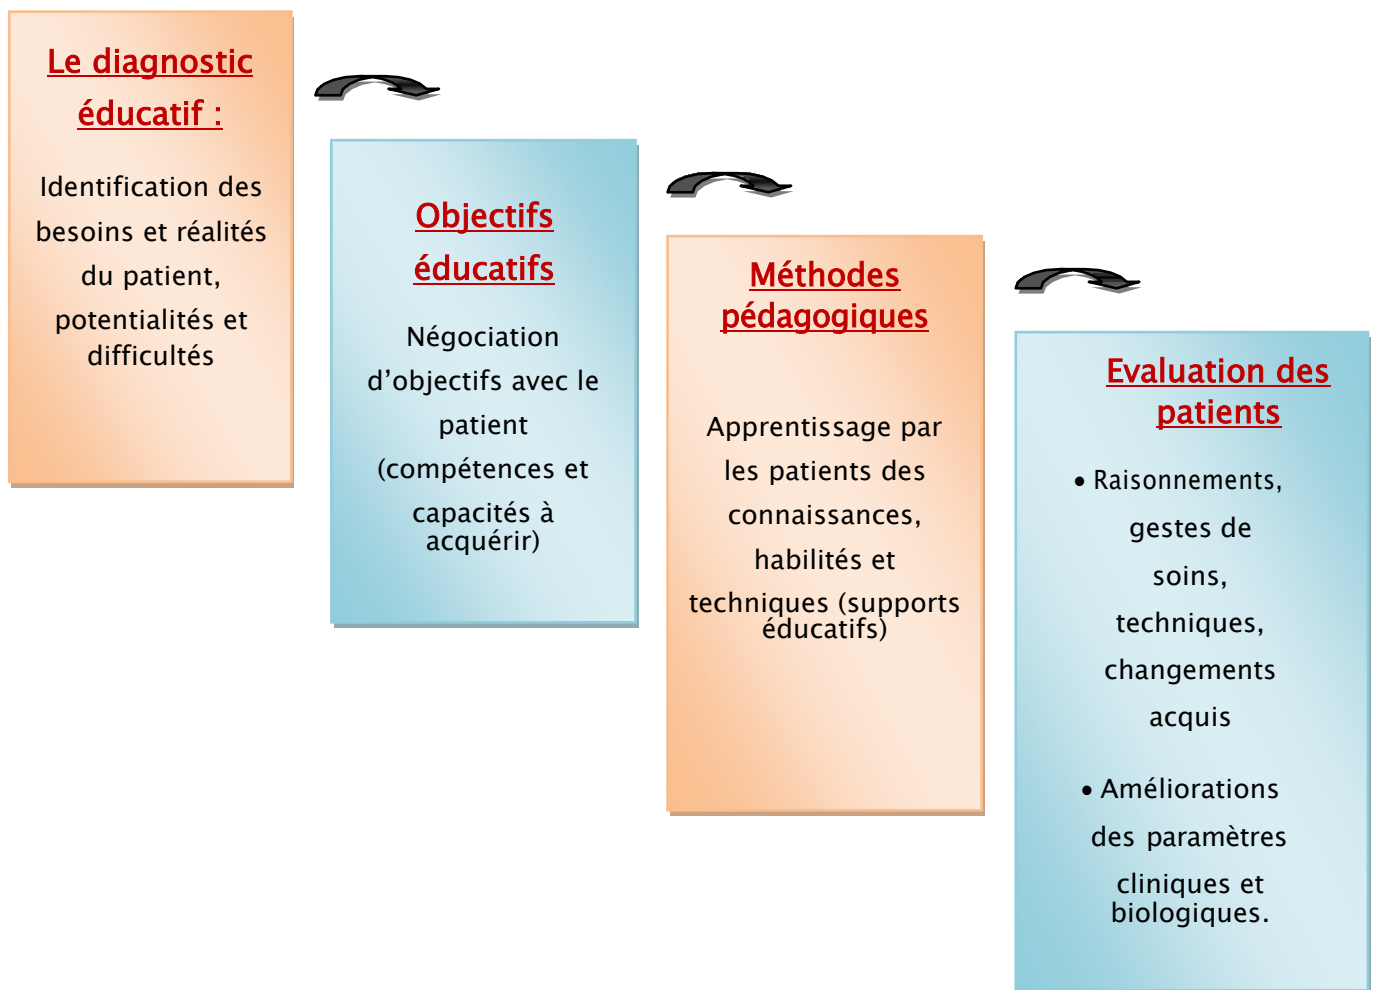 Le diagnostic
éducatif :
Identification des
besoins et réalités
du patient,
potentialités et
difficultés
Objectifs
éducatifs
Négociation
d’objectifs avec le
patient
(compétences et
capacités à
acquérir)
Méthodes
pédagogiques
Apprentissage par
les patients des
connaissances,
habilités et
techniques (supports
éducatifs)
Evaluation des
patients
• Raisonnements,
gestes de
soins,
techniques,
changements
acquis
• Améliorations
des paramètres
cliniques et
biologiques.